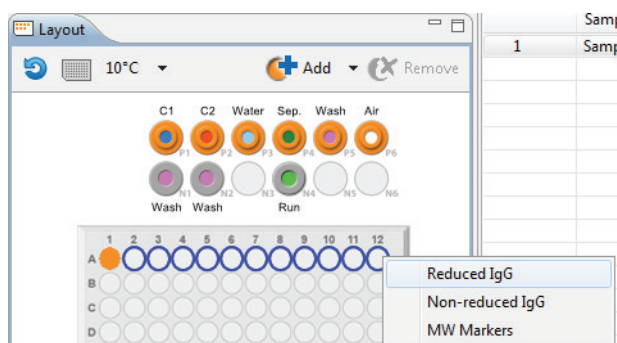 Layout
10°C Add Remove
C1 C2 Water Sep. Wash Air
P1 P2 P3 P4 P5 P6
N1 N2 N3 N4 N5 N6
Wash Wash Run
1 2 3 4 5 6 7 8 9 10 11 12
A
B
C
D
Reduced IgG
Non-reduced IgG
MW Markers
Samp
1 Samp